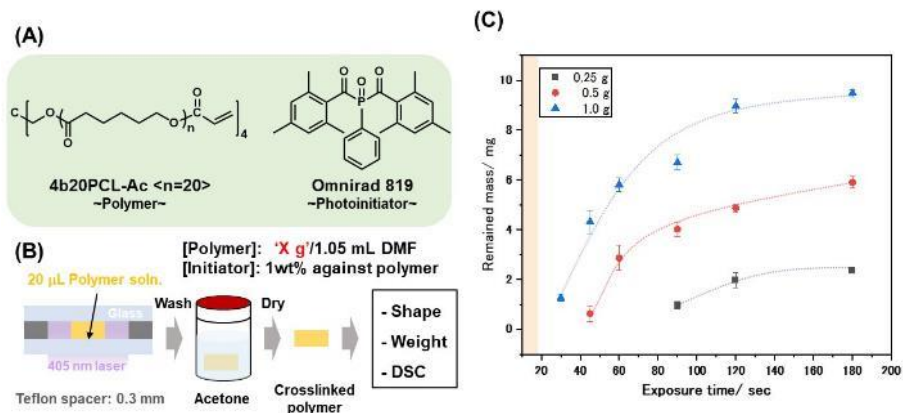 (A)
4b20PCL-Ac <n=20>
~Polymer~
Omnirad 819
~Photoinitiator~
(B)
[Polymer]: 'X g'/1.05 mL DMF
[Initiator]: 1wt% against polymer
20 μL Polymer soln.
Glass
405 nm laser
Teflon spacer: 0.3 mm
Wash
Acetone
Dry
Crosslinked
polymer
- Shape
- Weight
- DSC
(C)
0.25 g
0.5 g
1.0 g
Remained mass/ mg
10
8
6
4
2
0
20 40 60 80 100 120 140 160 180 200
Exposure time/ sec
C
O
O
O
O
n
4
O
O
O
P